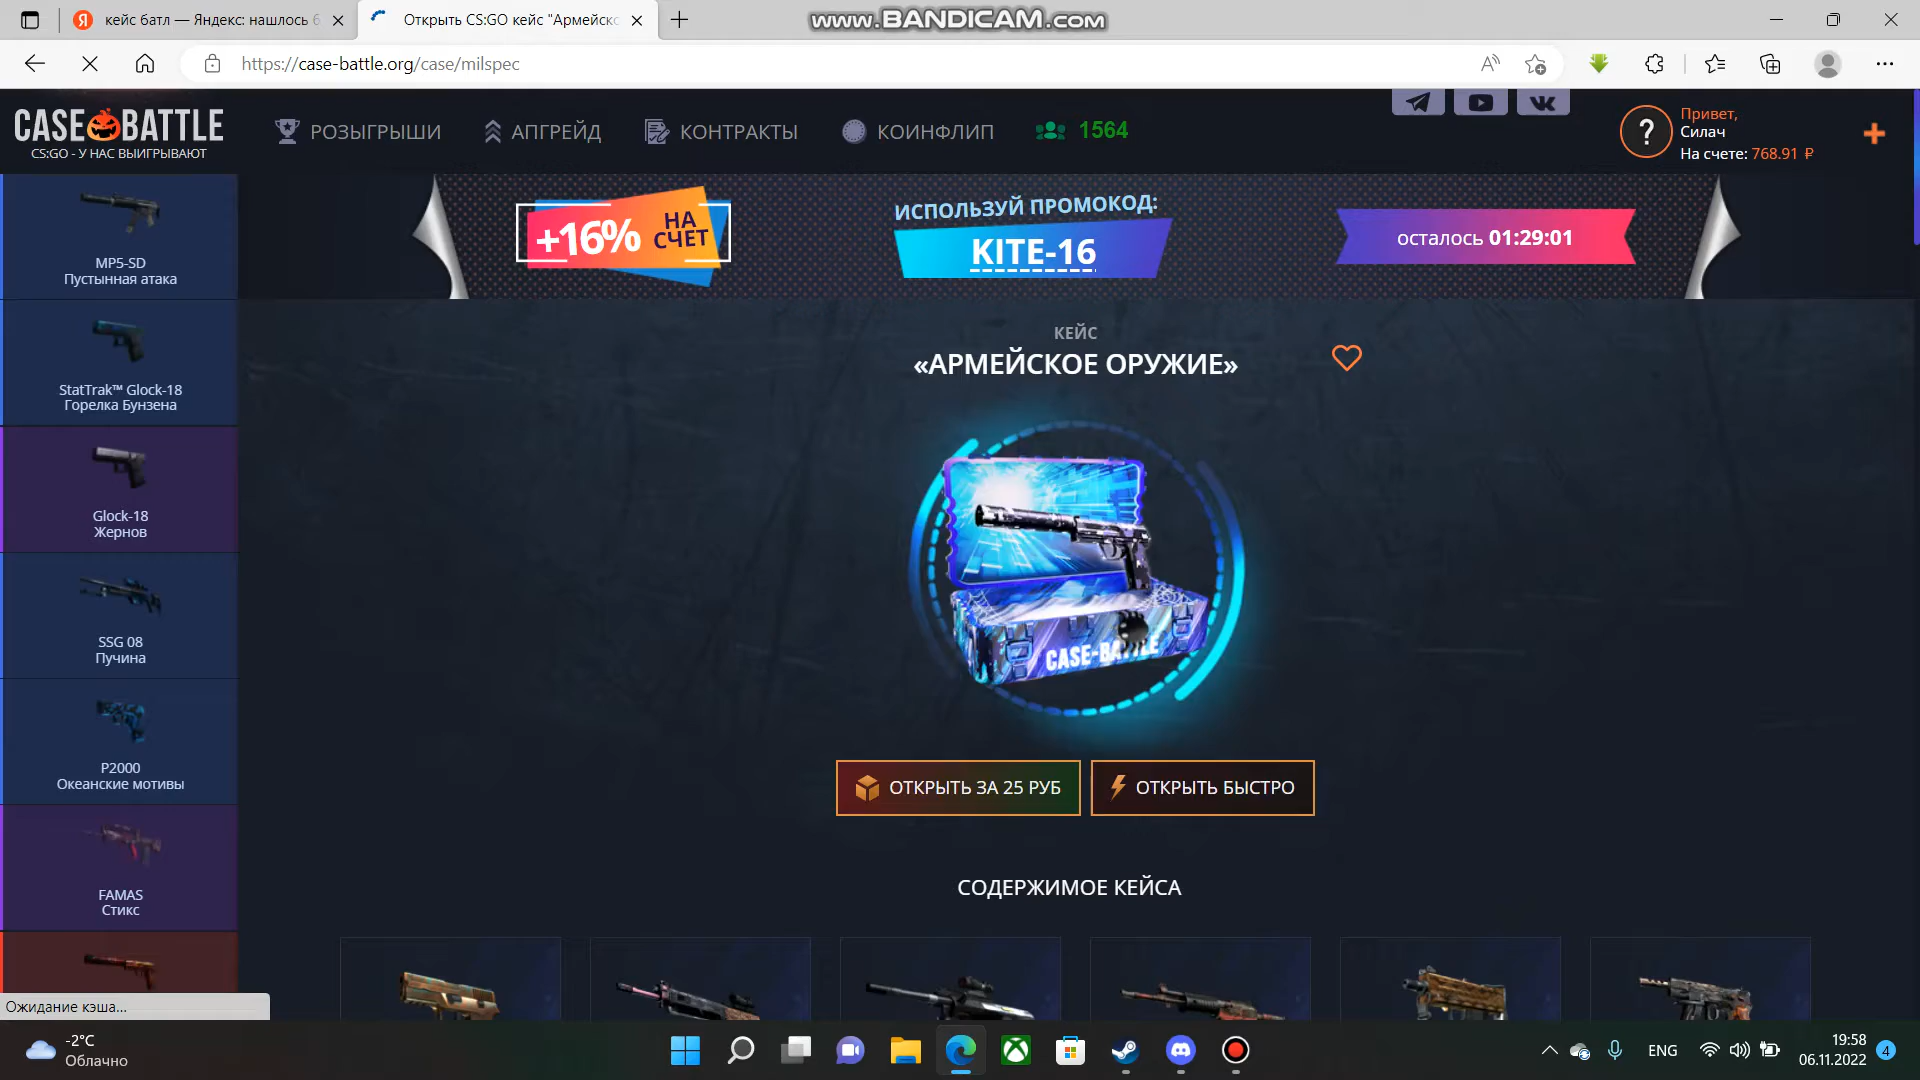 кейс батл — Яндекс: нашлось 6
Открыть CS:GO кейс "Армейско
www.BANDICAM.com
https://case-battle.org/case/milspec
CASE BATTLE
CS:GO - У НАС ВЫИГРЫВАЮТ
РОЗЫГРЫШИ
АПГРЕЙД
КОНТРАКТЫ
КОИНФЛИП
1564
?
Привет,
Силач
На счете: 768.91 ₽
+16% НА СЧЕТ
ИСПОЛЬЗУЙ ПРОМОКОД:
KITE-16
осталось 01:29:01
MP5-SD
Пустынная атака
StatTrak™ Glock-18
Горелка Бунзена
Glock-18
Жернов
SSG 08
Пучина
P2000
Океанские мотивы
FAMAS
Стикс
КЕЙС
«АРМЕЙСКОЕ ОРУЖИЕ»
CASE-BATTLE
ОТКРЫТЬ ЗА 25 РУБ
ОТКРЫТЬ БЫСТРО
СОДЕРЖИМОЕ КЕЙСА
Ожидание кэша...
-2°C
Облачно
ENG
19:58
06.11.2022
4